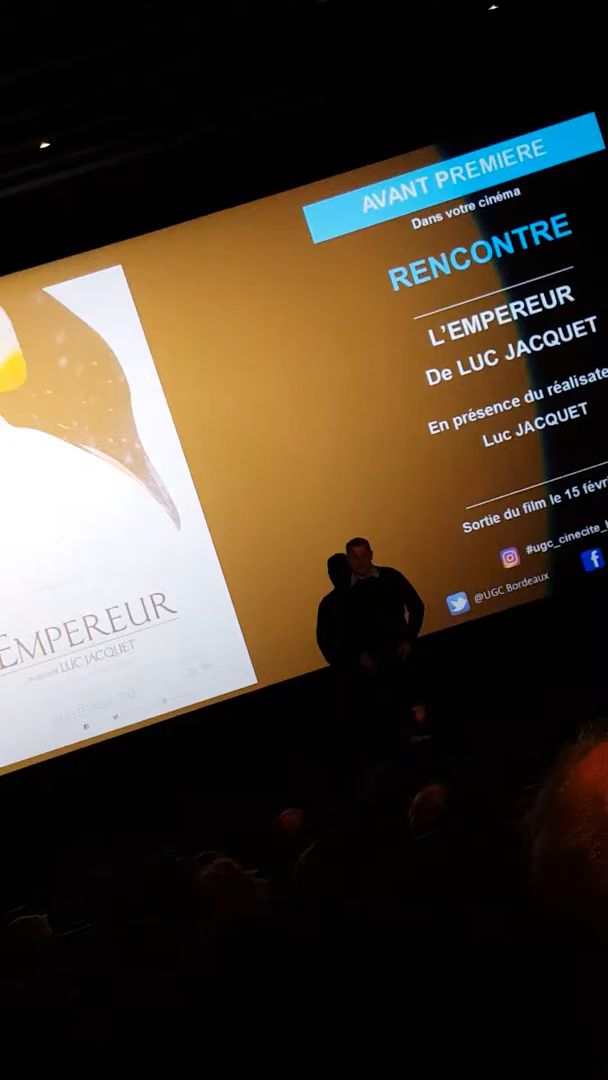 AVANT PREMIERE
Dans votre cinéma
RENCONTRE
L'EMPEREUR
De LUC JACQUET
En présence du réalisate
Luc JACQUET
Sortie du film le 15 févri
#ugc_cinecite_
@UGC Bordeaux
EMPEREUR
LUC JACQUET